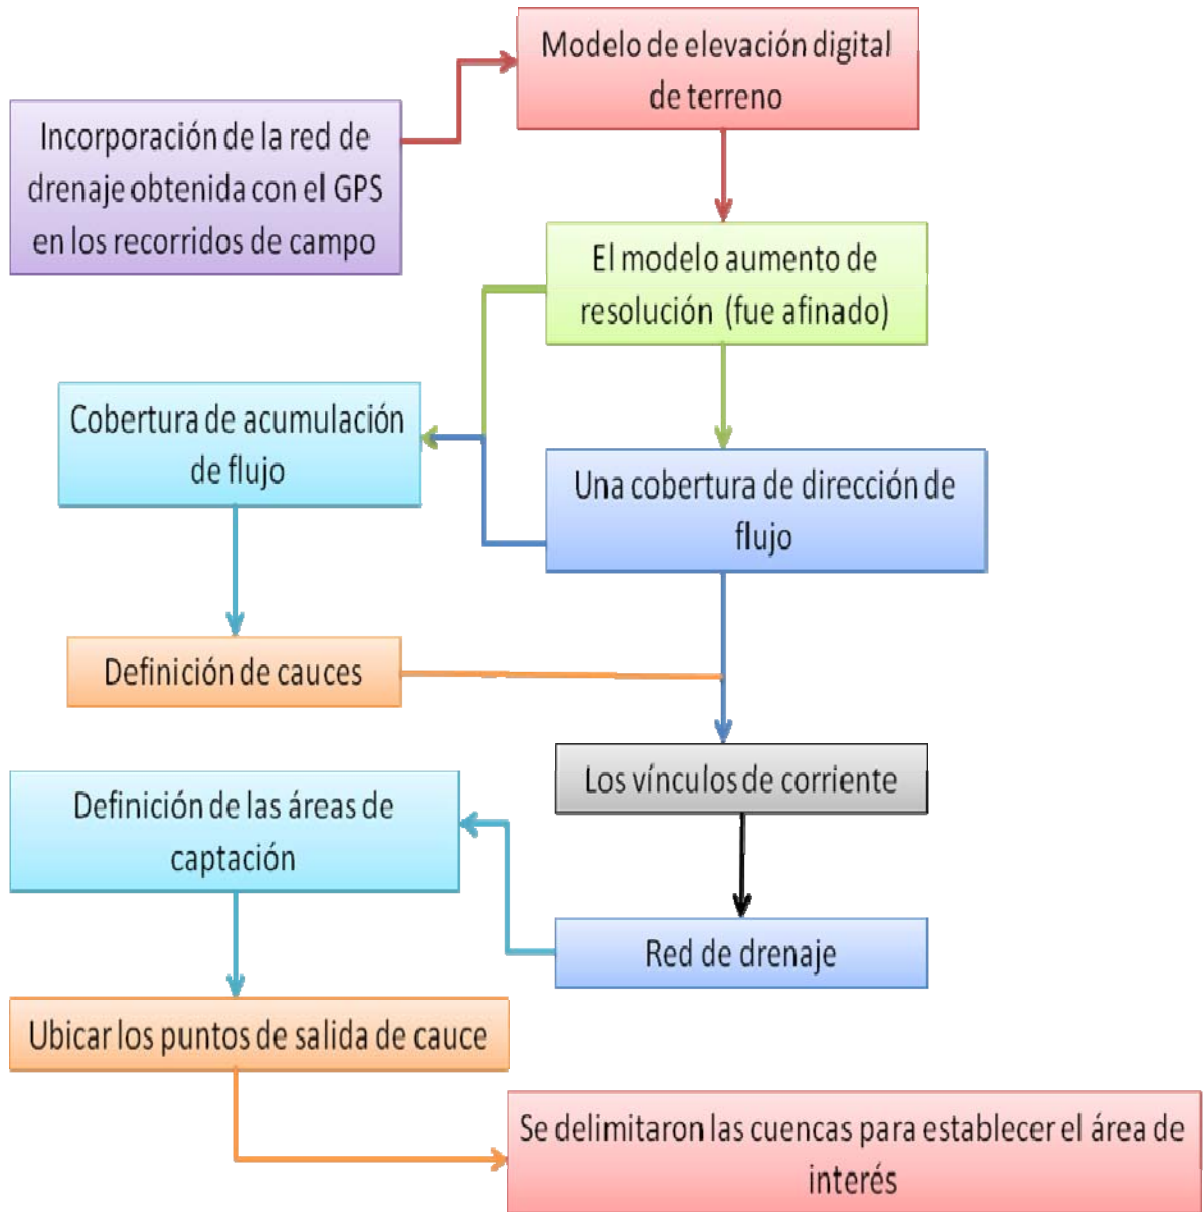 Modelo de elevación digital
de terreno
Incorporación de la red de
drenaje obtenida con el GPS
en los recorridos de campo
El modelo aumento de
resolución (fue afinado)
Cobertura de acumulación
de flujo
Una cobertura de dirección de
flujo
Definición de cauces
Los vínculos de corriente
Definición de las áreas de
captación
Red de drenaje
Ubicar los puntos de salida de cauce
Se delimitaron las cuencas para establecer el área de
interés